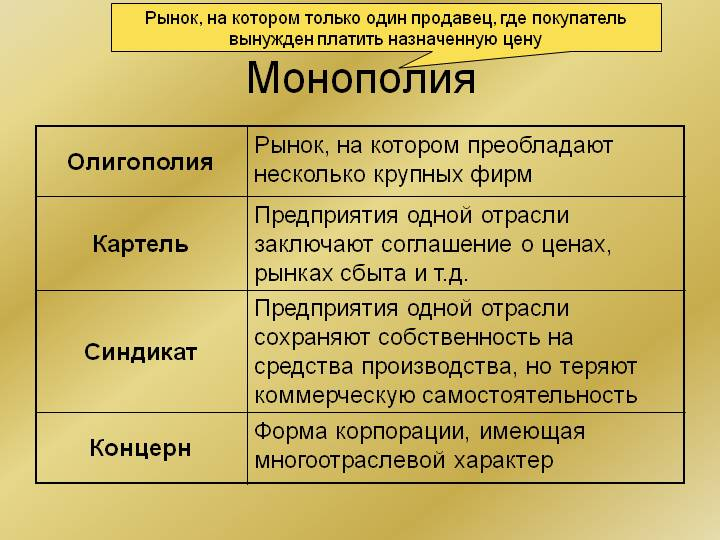 Рынок, на котором только один продавец, где покупатель
вынужден платить назначенную цену
Монополия
Олигополия
Рынок, на котором преобладают
несколько крупных фирм
Картель
Предприятия одной отрасли
заключают соглашение о ценах,
рынках сбыта и т.д.
Синдикат
Предприятия одной отрасли
сохраняют собственность на
средства производства, но теряют
коммерческую самостоятельность
Концерн
Форма корпорации, имеющая
многоотраслевой характер